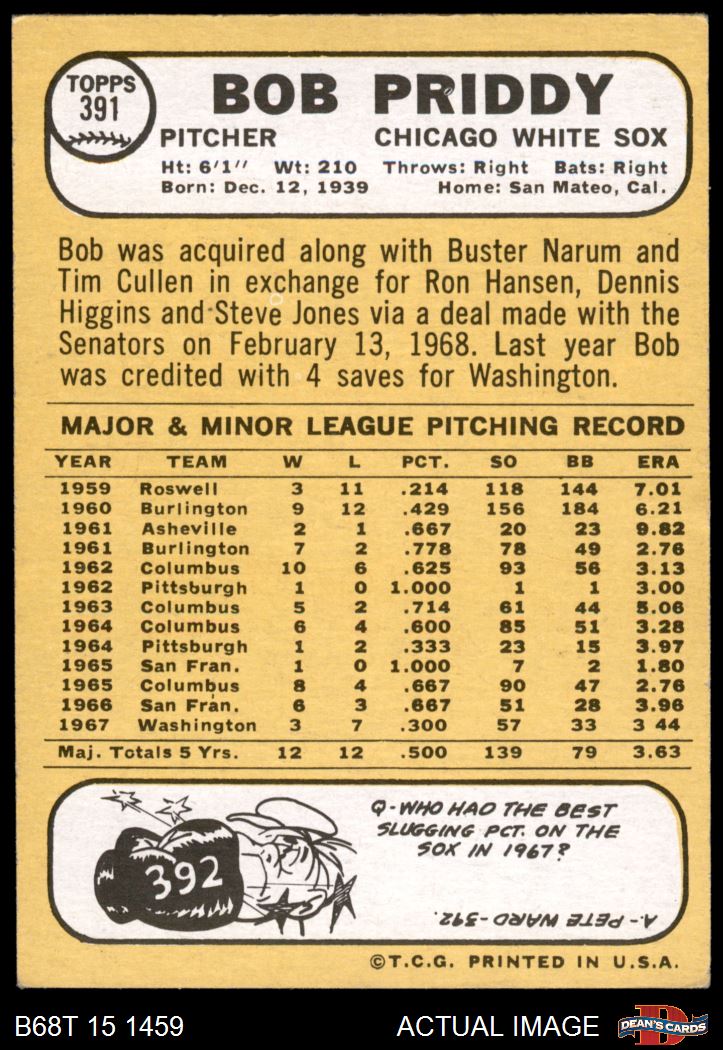 TOPPS
391
BOB PRIDDY
PITCHER CHICAGO WHITE SOX
Ht: 6'1" Wt: 210 Throws: Right Bats: Right
Born: Dec. 12, 1939 Home: San Mateo, Cal.
Bob was acquired along with Buster Narum and
Tim Cullen in exchange for Ron Hansen, Dennis
Higgins and Steve Jones via a deal made with the
Senators on February 13, 1968. Last year Bob
was credited with 4 saves for Washington.
MAJOR & MINOR LEAGUE PITCHING RECORD
YEAR TEAM W L PCT. SO BB ERA
1959 Roswell 3 11 .214 118 144 7.01
1960 Burlington 9 12 .429 156 184 6.21
1961 Asheville 2 1 .667 20 23 9.82
1961 Burlington 7 2 .778 78 49 2.76
1962 Columbus 10 6 .625 93 56 3.13
1962 Pittsburgh 1 0 1.000 1 1 3.00
1963 Columbus 5 2 .714 61 44 5.06
1964 Columbus 6 4 .600 85 51 3.28
1964 Pittsburgh 1 2 .333 23 15 3.97
1965 San Fran. 1 0 1.000 7 2 1.80
1965 Columbus 8 4 .667 90 47 2.76
1966 San Fran. 6 3 .667 51 28 3.96
1967 Washington 3 7 .300 57 33 3 44
Maj. Totals 5 Yrs. 12 12 .500 139 79 3.63
Q-WHO HAD THE BEST
SLUGGING PCT. ON THE
SOX IN 1967?
392
A.-PETE WARD-392.
©T.C.G. PRINTED IN U.S.A.
B68T 15 1459 ACTUAL IMAGE
D
DEAN'S CARDS